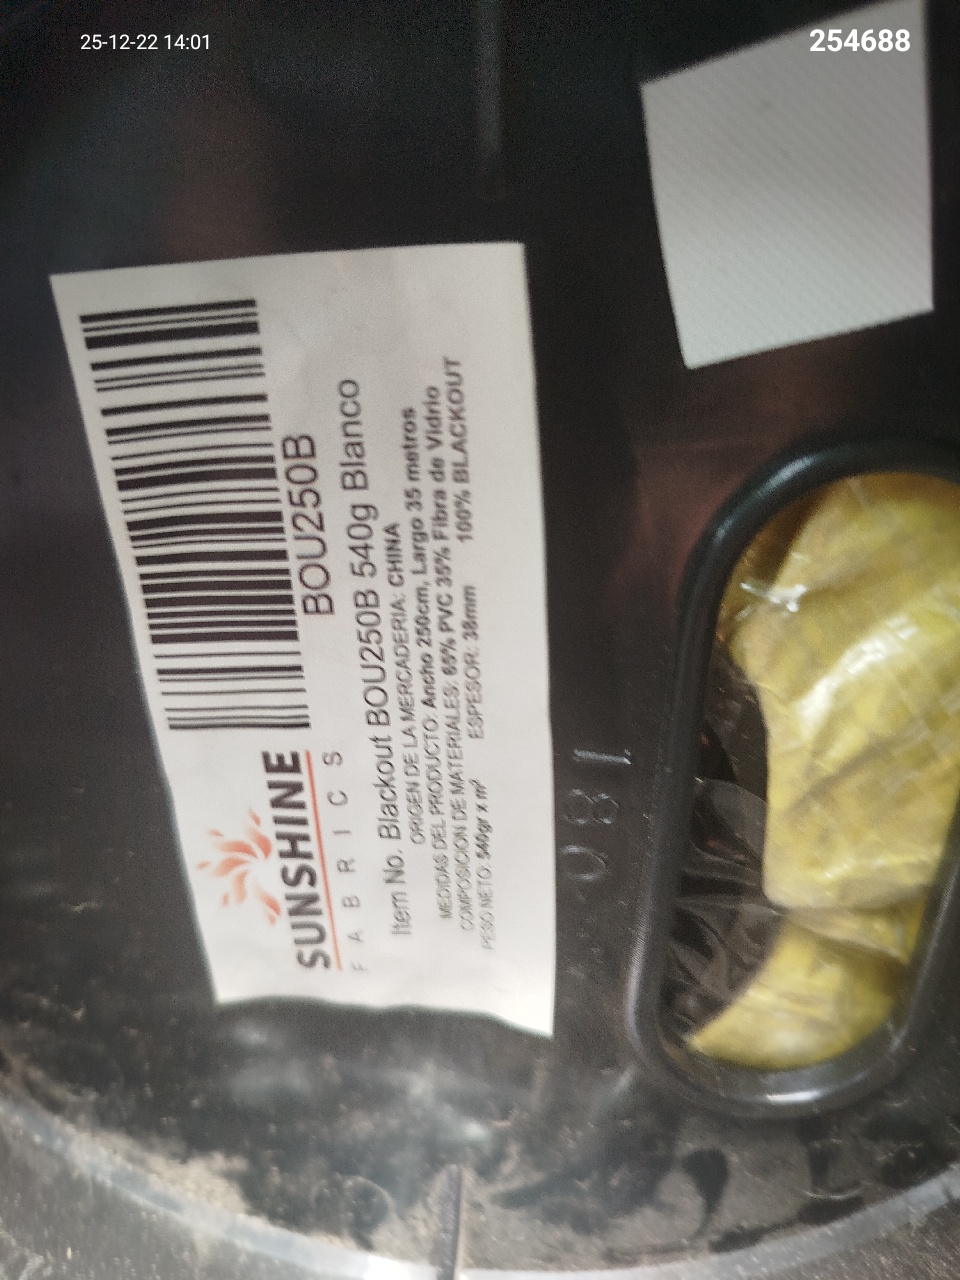 25-12-22 14:01
254688
BOU250B
SUNSHINE
FABRICS
Item No. Blackout BOU250B 540g Blanco
ORIGEN DE LA MERCADERIA: CHINA
MEDIDAS DEL PRODUCTO: Ancho 250cm, Largo 35 metros
COMPOSICION DE MATERIALES: 65% PVC 35% Fibra de Vidrio
PESO NETO: 540gr x m² ESPESOR: 38mm 100% BLACKOUT